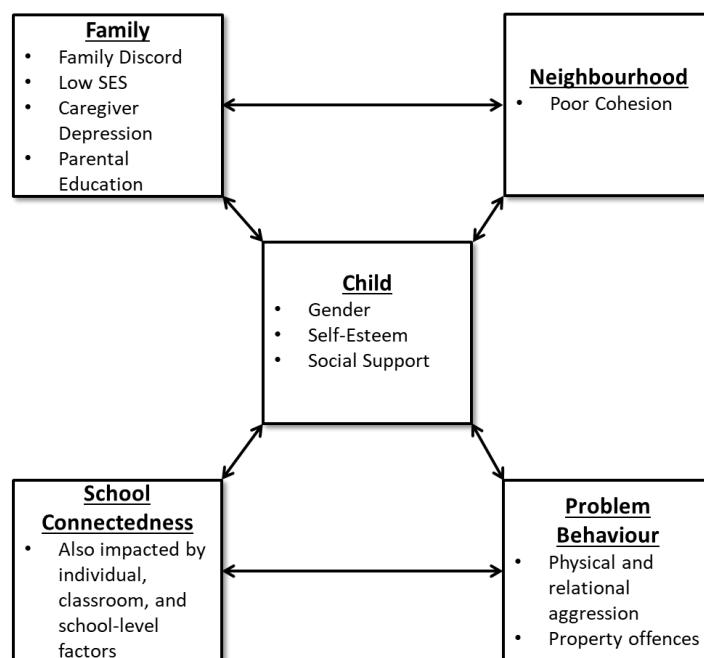 Family
• Family Discord
• Low SES
• Caregiver
Depression
• Parental
Education
Neighbourhood
• Poor Cohesion
Child
• Gender
• Self-Esteem
• Social Support
School
Connectedness
• Also impacted by
individual,
classroom, and
school-level
factors
Problem
Behaviour
• Physical and
relational
aggression
• Property offences